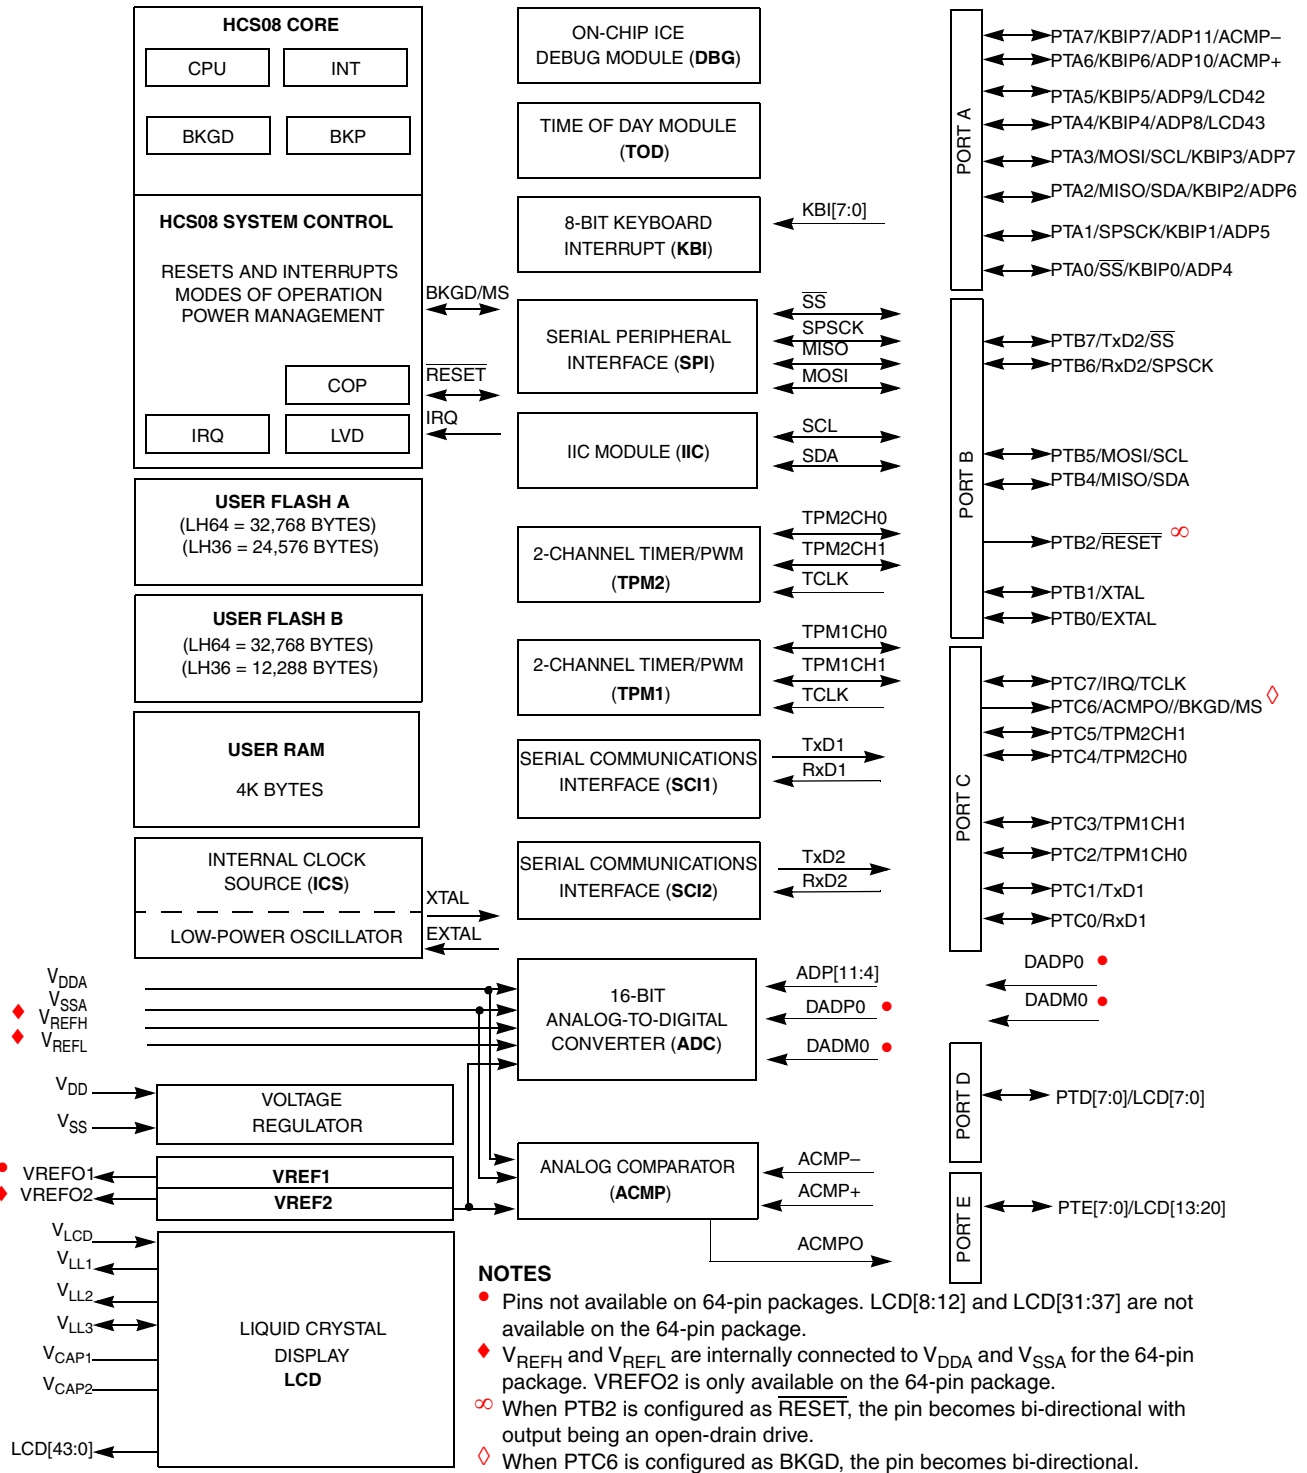 HCS08 CORE
CPU
INT
BKGD
BKP
HCS08 SYSTEM CONTROL
RESETS AND INTERRUPTS
MODES OF OPERATION
POWER MANAGEMENT
COP
IRQ
LVD
BKGD/MS
RESET
IRQ
USER FLASH A
(LH64 = 32,768 BYTES)
(LH36 = 24,576 BYTES)
USER FLASH B
(LH64 = 32,768 BYTES)
(LH36 = 12,288 BYTES)
USER RAM
4K BYTES
INTERNAL CLOCK
SOURCE (ICS)
LOW-POWER OSCILLATOR
XTAL
EXTAL
VDDA
VSSA
♦ VREFH
♦ VREFL
VDD
VSS
VOLTAGE
REGULATOR
• VREFO1
♦ VREFO2
VREF1
VREF2
VLCD
VLL1
VLL2
VLL3
VCAP1
VCAP2
LCD[43:0]
LIQUID CRYSTAL
DISPLAY
LCD
ON-CHIP ICE
DEBUG MODULE (DBG)
TIME OF DAY MODULE
(TOD)
8-BIT KEYBOARD
INTERRUPT (KBI)
KBI[7:0]
SERIAL PERIPHERAL
INTERFACE (SPI)
SS
SPSCK
MISO
MOSI
IIC MODULE (IIC)
SCL
SDA
2-CHANNEL TIMER/PWM
(TPM2)
TPM2CH0
TPM2CH1
TCLK
2-CHANNEL TIMER/PWM
(TPM1)
TPM1CH0
TPM1CH1
TCLK
SERIAL COMMUNICATIONS
INTERFACE (SCI1)
TxD1
RxD1
SERIAL COMMUNICATIONS
INTERFACE (SCI2)
TxD2
RxD2
16-BIT
ANALOG-TO-DIGITAL
CONVERTER (ADC)
ADP[11:4]
DADP0 •
DADM0 •
ANALOG COMPARATOR
(ACMP)
ACMP–
ACMP+
ACMPO
PORT A
PTA7/KBIP7/ADP11/ACMP–
PTA6/KBIP6/ADP10/ACMP+
PTA5/KBIP5/ADP9/LCD42
PTA4/KBIP4/ADP8/LCD43
PTA3/MOSI/SCL/KBIP3/ADP7
PTA2/MISO/SDA/KBIP2/ADP6
PTA1/SPSCK/KBIP1/ADP5
PTA0/SS/KBIP0/ADP4
PORT B
PTB7/TxD2/SS
PTB6/RxD2/SPSCK
PTB5/MOSI/SCL
PTB4/MISO/SDA
PTB2/RESET ∞
PTB1/XTAL
PTB0/EXTAL
PORT C
PTC7/IRQ/TCLK
PTC6/ACMPO//BKGD/MS ◊
PTC5/TPM2CH1
PTC4/TPM2CH0
PTC3/TPM1CH1
PTC2/TPM1CH0
PTC1/TxD1
PTC0/RxD1
DADP0 •
DADM0 •
PORT D
PTD[7:0]/LCD[7:0]
PORT E
PTE[7:0]/LCD[13:20]
NOTES
• Pins not available on 64-pin packages. LCD[8:12] and LCD[31:37] are not
available on the 64-pin package.
♦ VREFH and VREFL are internally connected to VDDA and VSSA for the 64-pin
package. VREFO2 is only available on the 64-pin package.
∞ When PTB2 is configured as RESET, the pin becomes bi-directional with
output being an open-drain drive.
◊ When PTC6 is configured as BKGD, the pin becomes bi-directional.